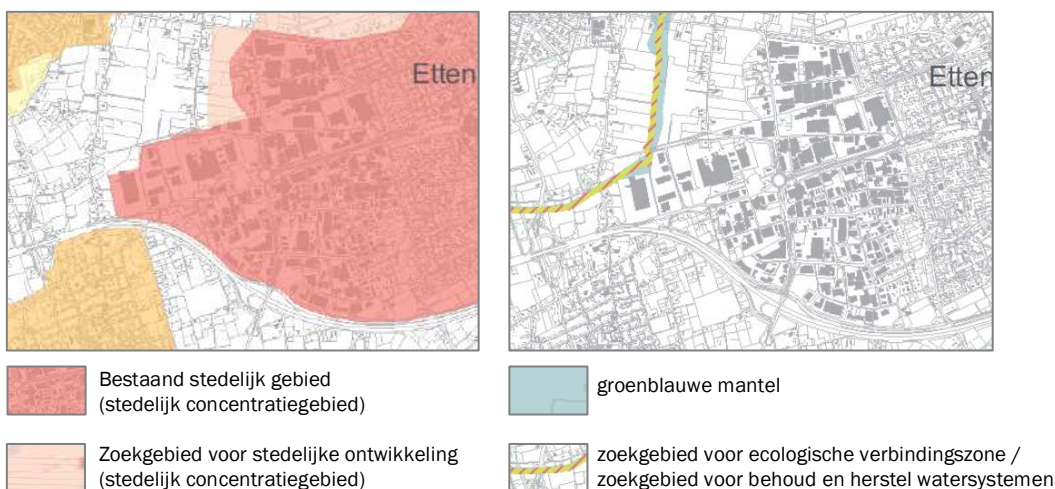 Etten
Etten
Bestaand stedelijk gebied
(stedelijk concentratiegebied)
groenblauwe mantel
Zoekgebied voor stedelijke ontwikkeling
(stedelijk concentratiegebied)
zoekgebied voor ecologische verbindingszone /
zoekgebied voor behoud en herstel watersystemen